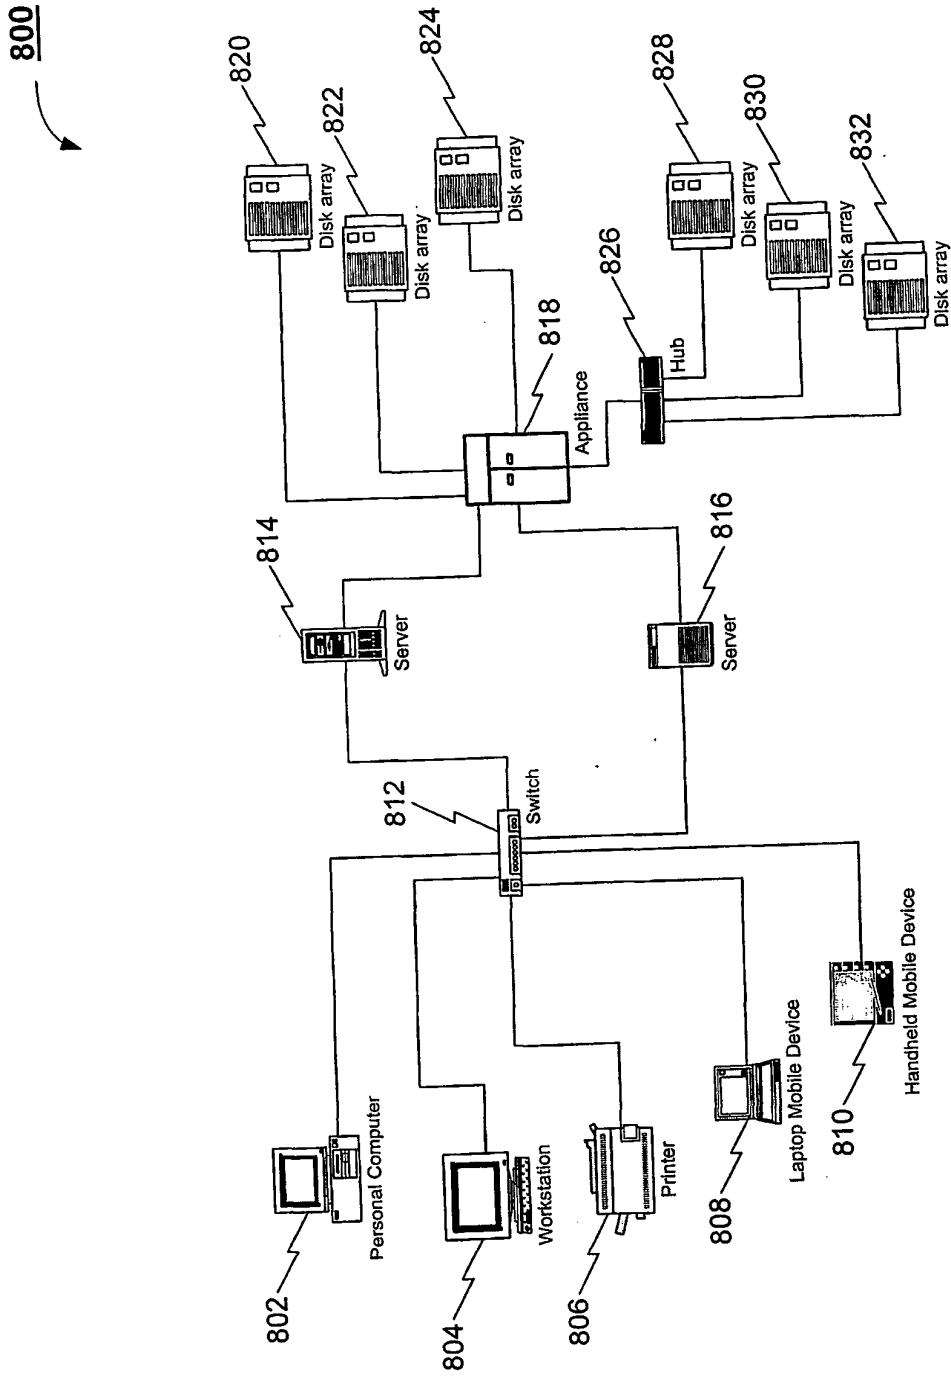 800
820
Disk array
822
Disk array
824
Disk array
828
Disk array
830
Disk array
832
Disk array
826
Hub
818
Appliance
814
Server
816
Server
812
Switch
802
Personal Computer
804
Workstation
806
Printer
808
Laptop Mobile Device
810
Handheld Mobile Device